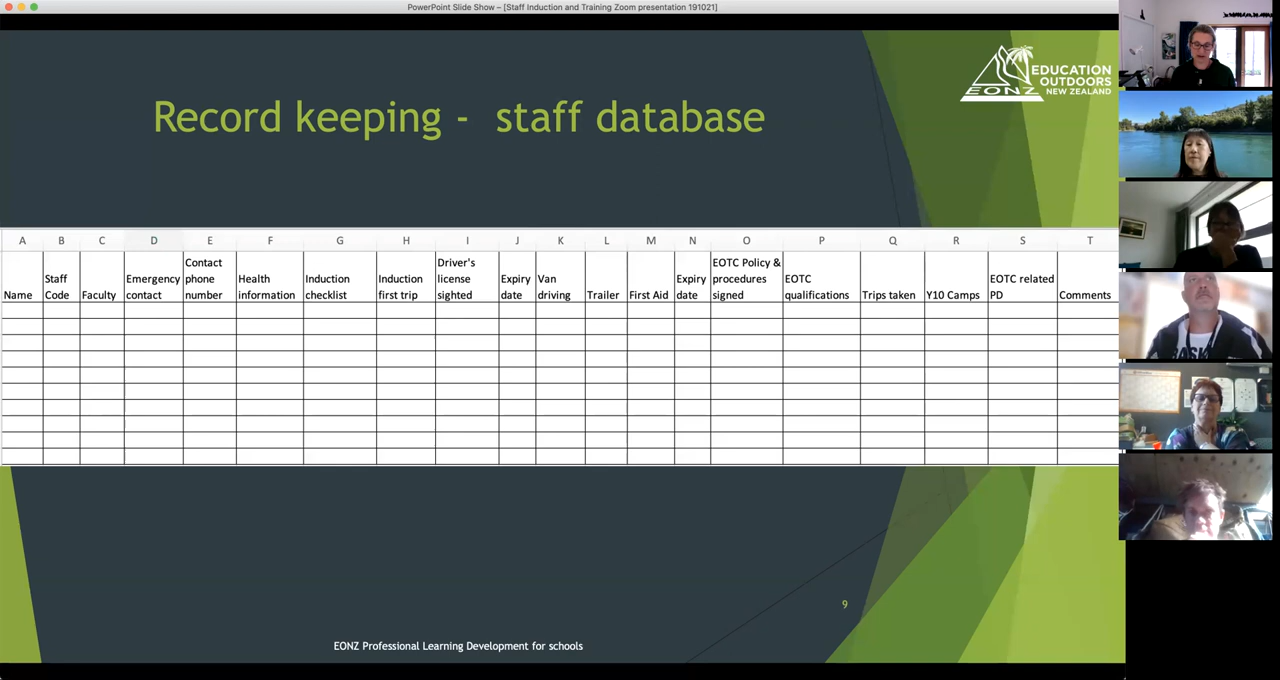 PowerPoint Slide Show – [Staff Induction and Training Zoom presentation 191021]
EDUCATION
OUTDOORS
NEW ZEALAND
EONZ
Record keeping - staff database
A B C D E F G H I J K L M N O P Q R S T
Name
Staff
Code
Faculty
Emergency
contact
Contact
phone
number
Health
information
Induction
checklist
Induction
first trip
Driver's
license
sighted
Expiry
date
Van
driving
Trailer
First Aid
Expiry
date
EOTC Policy &
procedures
signed
EOTC
qualifications
Trips taken
Y10 Camps
EOTC related
PD
Comments
9
EONZ Professional Learning Development for schools